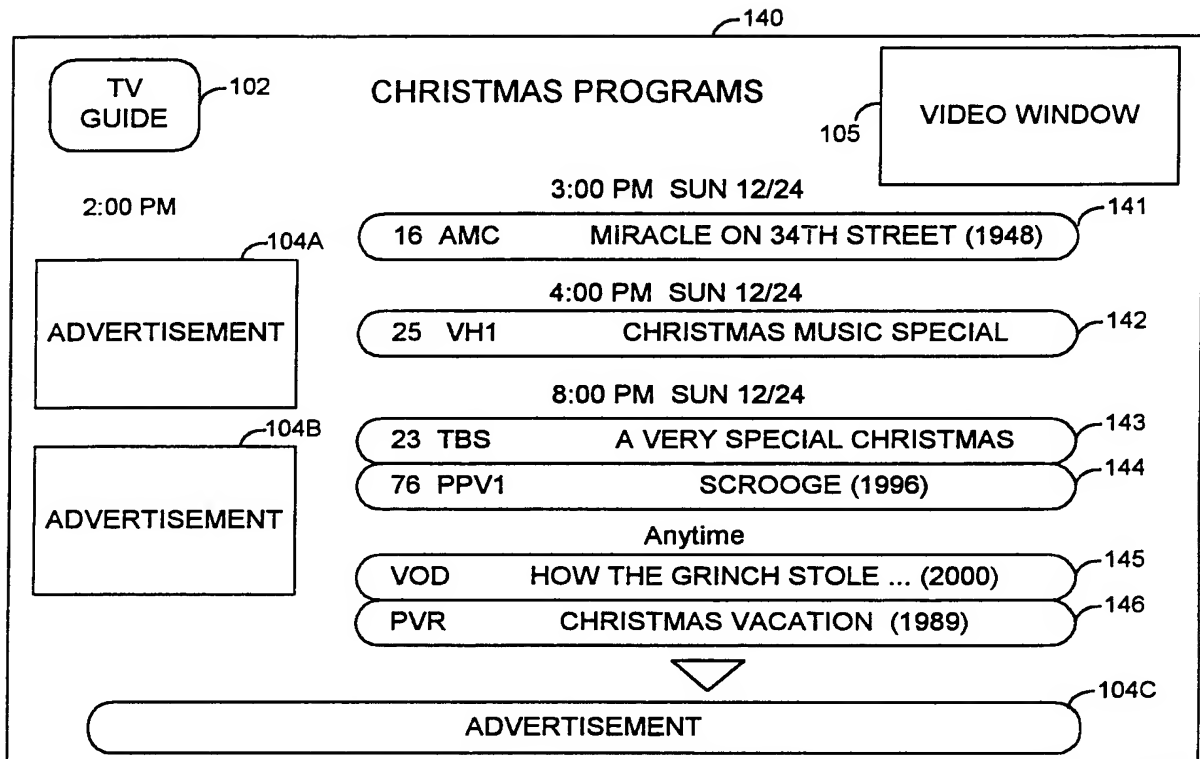 140
TV
GUIDE
102
CHRISTMAS PROGRAMS
105
VIDEO WINDOW
2:00 PM
3:00 PM SUN 12/24
141
16 AMC MIRACLE ON 34TH STREET (1948)
104A
ADVERTISEMENT
4:00 PM SUN 12/24
142
25 VH1 CHRISTMAS MUSIC SPECIAL
8:00 PM SUN 12/24
104B
ADVERTISEMENT
143
23 TBS A VERY SPECIAL CHRISTMAS
144
76 PPV1 SCROOGE (1996)
Anytime
145
VOD HOW THE GRINCH STOLE ... (2000)
146
PVR CHRISTMAS VACATION (1989)
104C
ADVERTISEMENT